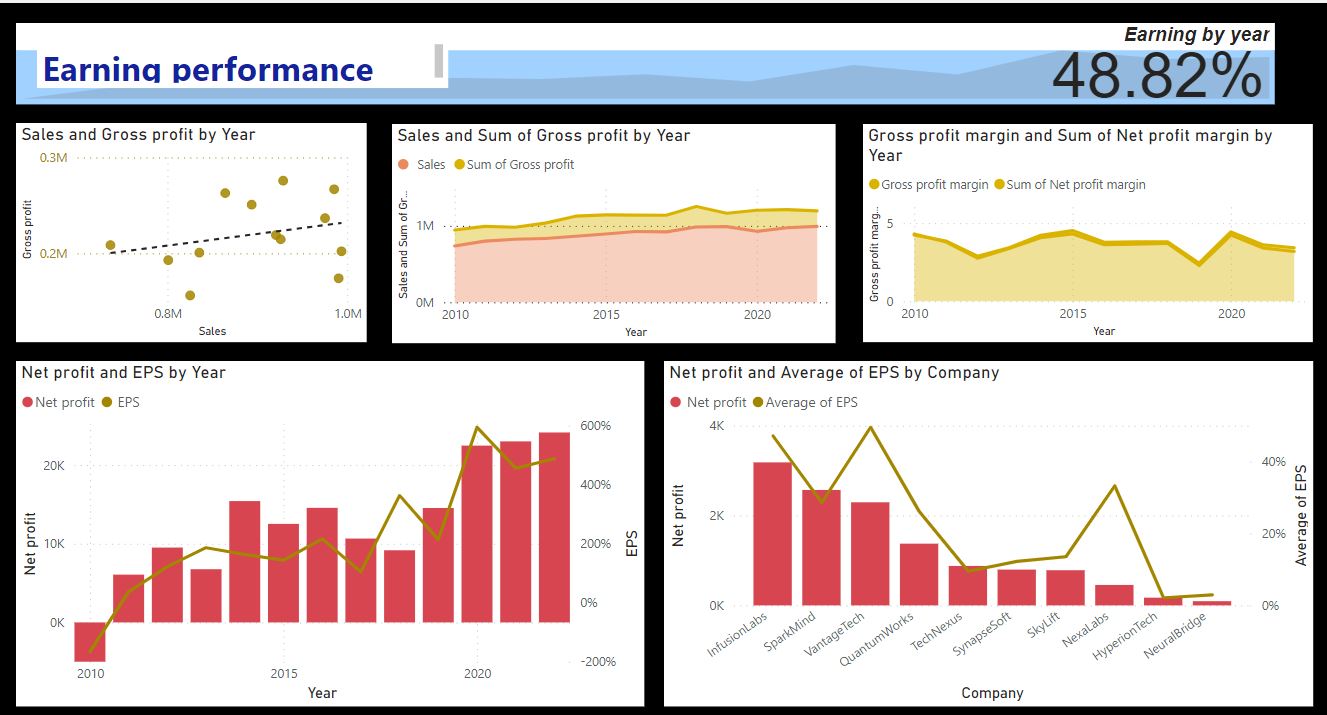 Earning by year
Earning performance
48.82%
Sales and Gross profit by Year
0.3M
0.2M
Gross profit
0.8M
1.0M
Sales
Sales and Sum of Gross profit by Year
Sales
Sum of Gross profit
Sales and Sum of Gr...
1M
0M
2010
2015
2020
Year
Gross profit margin and Sum of Net profit margin by
Year
Gross profit margin
Sum of Net profit margin
Gross profit marg...
5
0
2010
2015
2020
Year
Net profit and EPS by Year
Net profit
EPS
Net profit
20K
10K
0K
600%
400%
200%
0%
-200%
EPS
2010
2015
2020
Year
Net profit and Average of EPS by Company
Net profit
Average of EPS
Net profit
4K
2K
0K
40%
20%
0%
Average of EPS
InfusionLabs
SparkMind
VantageTech
QuantumWorks
TechNexus
SynapseSoft
SkyLift
NexaLabs
HyperionTech
NeuralBridge
Company